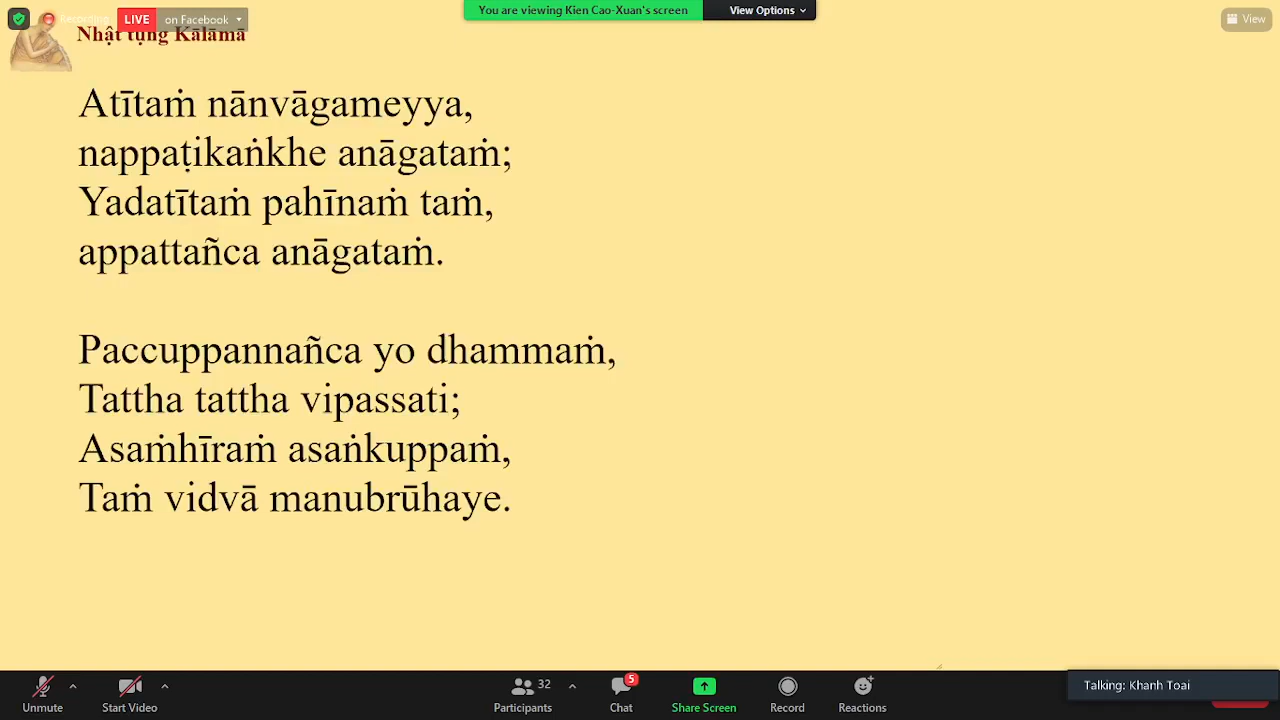 Recording
LIVE on Facebook
You are viewing Kien Cao-Xuan's screen
View Options
View
Nhật tụng Kālāmā
Atītaṁ nānvāgameyya,
nappaṭikaṅkhe anāgataṁ;
Yadatītaṁ pahīnaṁ taṁ,
appattañca anāgataṁ.
Paccuppannañca yo dhammaṁ,
Tattha tattha vipassati;
Asaṁhīraṁ asaṅkuppaṁ,
Taṁ vidvā manubrūhaye.
Talking: Khanh Toai
32
5
Unmute
Start Video
Participants
Chat
Share Screen
Record
Reactions